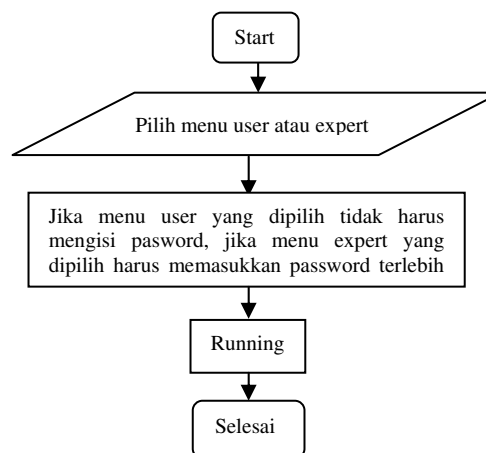 Start
Pilih menu user atau expert
Jika menu user yang dipilih tidak harus
mengisi pasword, jika menu expert yang
dipilih harus memasukkan password terlebih
Running
Selesai